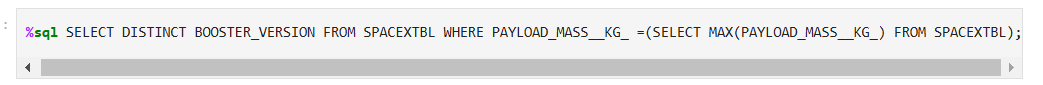 :
%sql SELECT DISTINCT BOOSTER_VERSION FROM SPACEXTBL WHERE PAYLOAD_MASS__KG_ =(SELECT MAX(PAYLOAD_MASS__KG_) FROM SPACEXTBL);